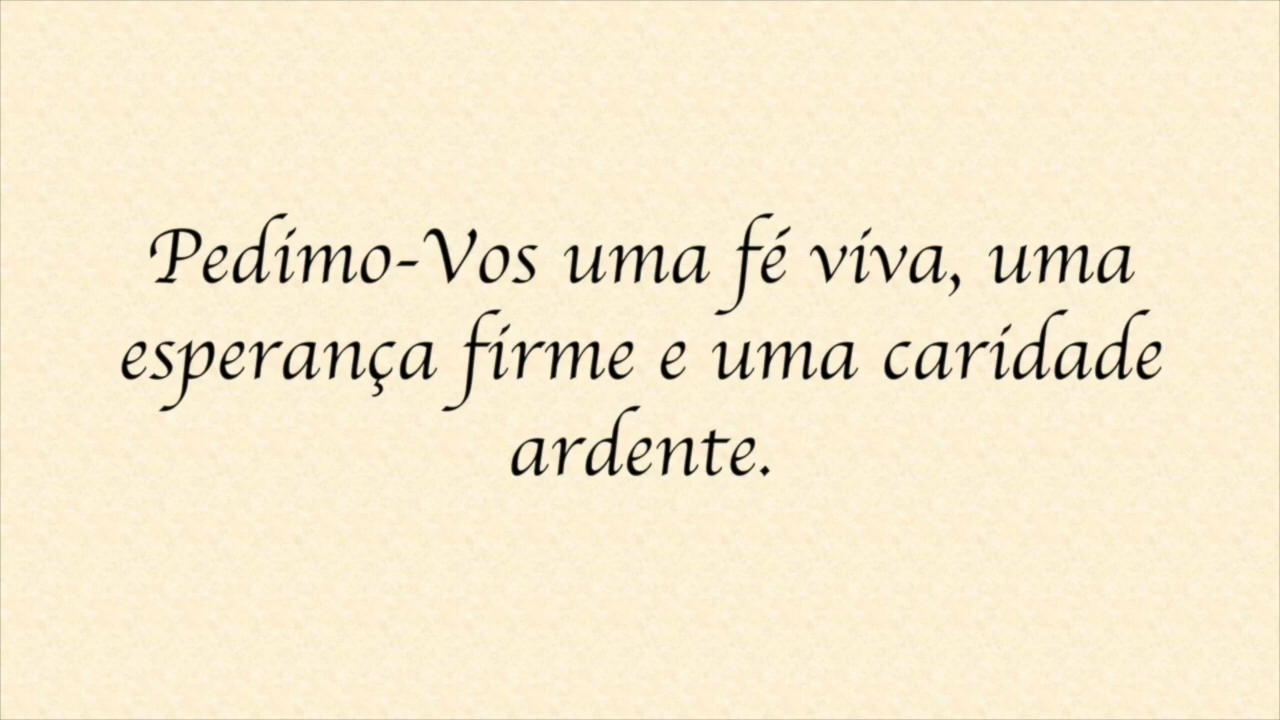 Pedimo-Vos uma fé viva, uma
esperança firme e uma caridade
ardente.